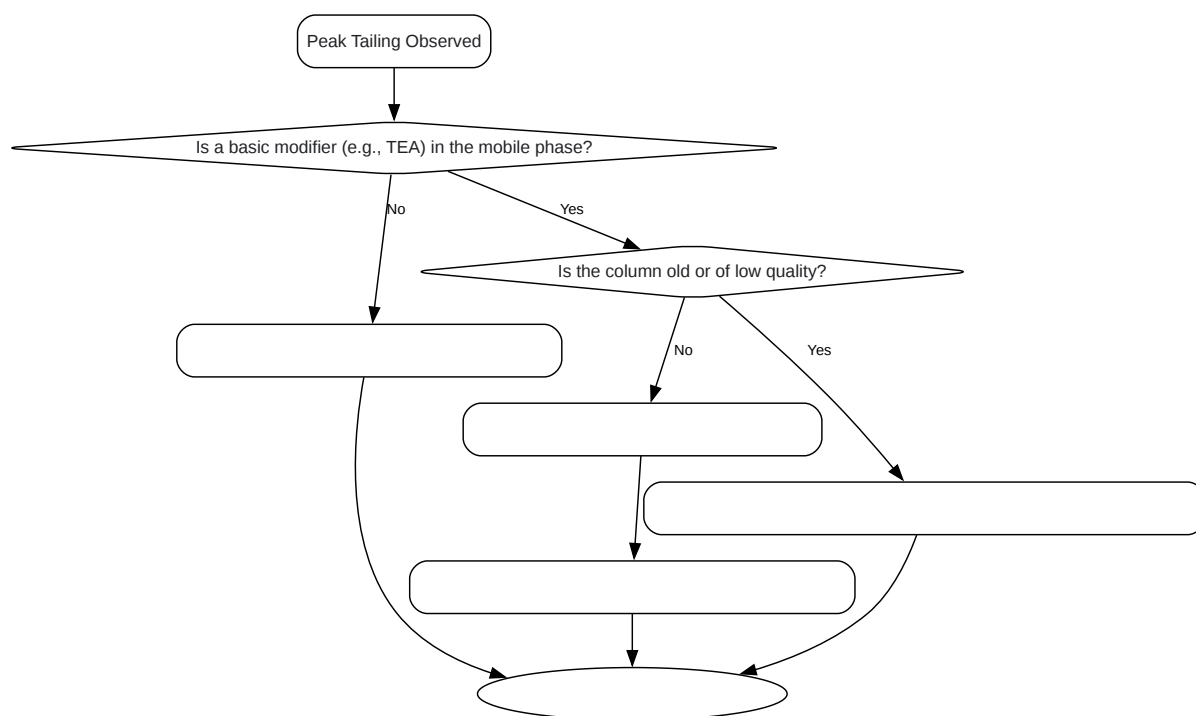 Peak Tailing Observed
Is a basic modifier (e.g., TEA) in the mobile phase?
No
Yes
Is the column old or of low quality?
No
Yes